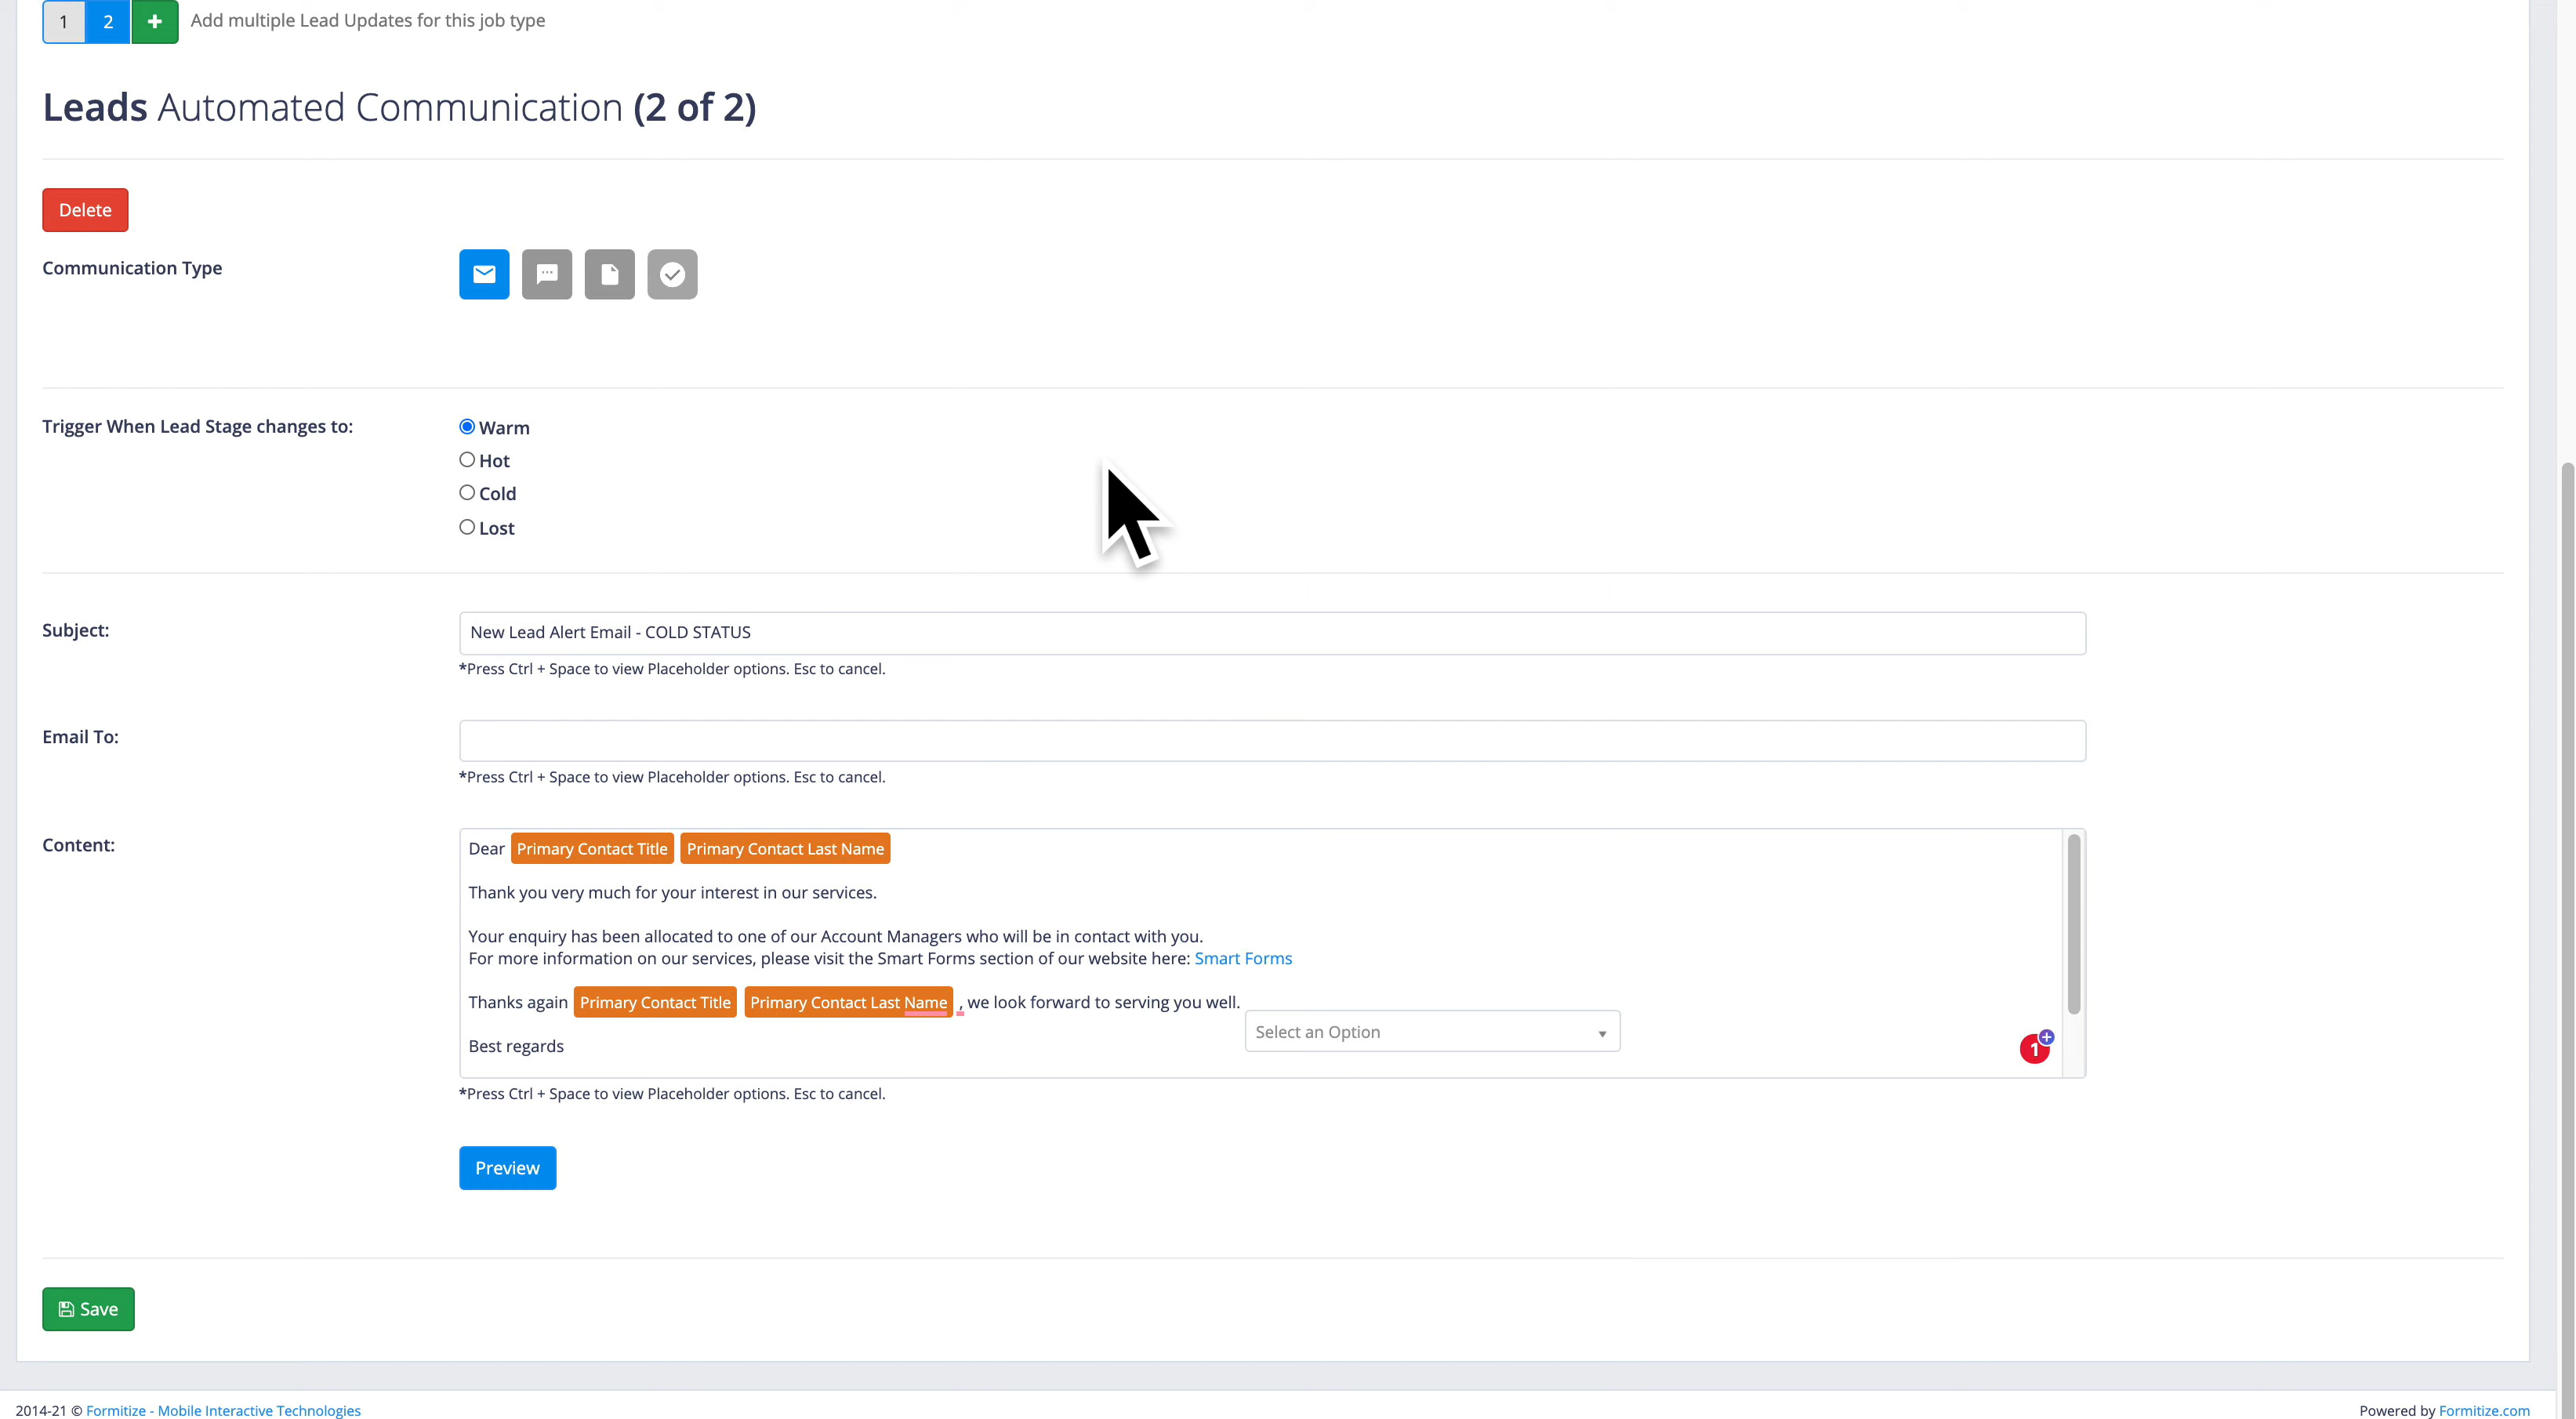 1 2 + Add multiple Lead Updates for this job type
Leads Automated Communication (2 of 2)
Delete
Communication Type
Trigger When Lead Stage changes to:
Warm
Hot
Cold
Lost
Subject:
New Lead Alert Email - COLD STATUS
*Press Ctrl + Space to view Placeholder options. Esc to cancel.
Email To:
*Press Ctrl + Space to view Placeholder options. Esc to cancel.
Content:
Dear Primary Contact Title Primary Contact Last Name
Thank you very much for your interest in our services.
Your enquiry has been allocated to one of our Account Managers who will be in contact with you.
For more information on our services, please visit the Smart Forms section of our website here: Smart Forms
Thanks again Primary Contact Title Primary Contact Last Name , we look forward to serving you well.
Select an Option
Best regards
1 +
*Press Ctrl + Space to view Placeholder options. Esc to cancel.
Preview
Save
2014-21 © Formitize - Mobile Interactive Technologies
Powered by Formitize.com